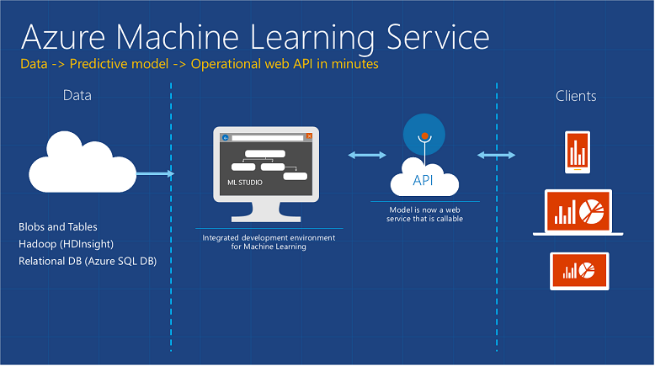 Azure Machine Learning Service
Data -> Predictive model -> Operational web API in minutes
Data
Clients
ML STUDIO
API
Model is now a web
service that is callable
Blobs and Tables
Hadoop (HDInsight)
Relational DB (Azure SQL DB)
Integrated development environment
for Machine Learning